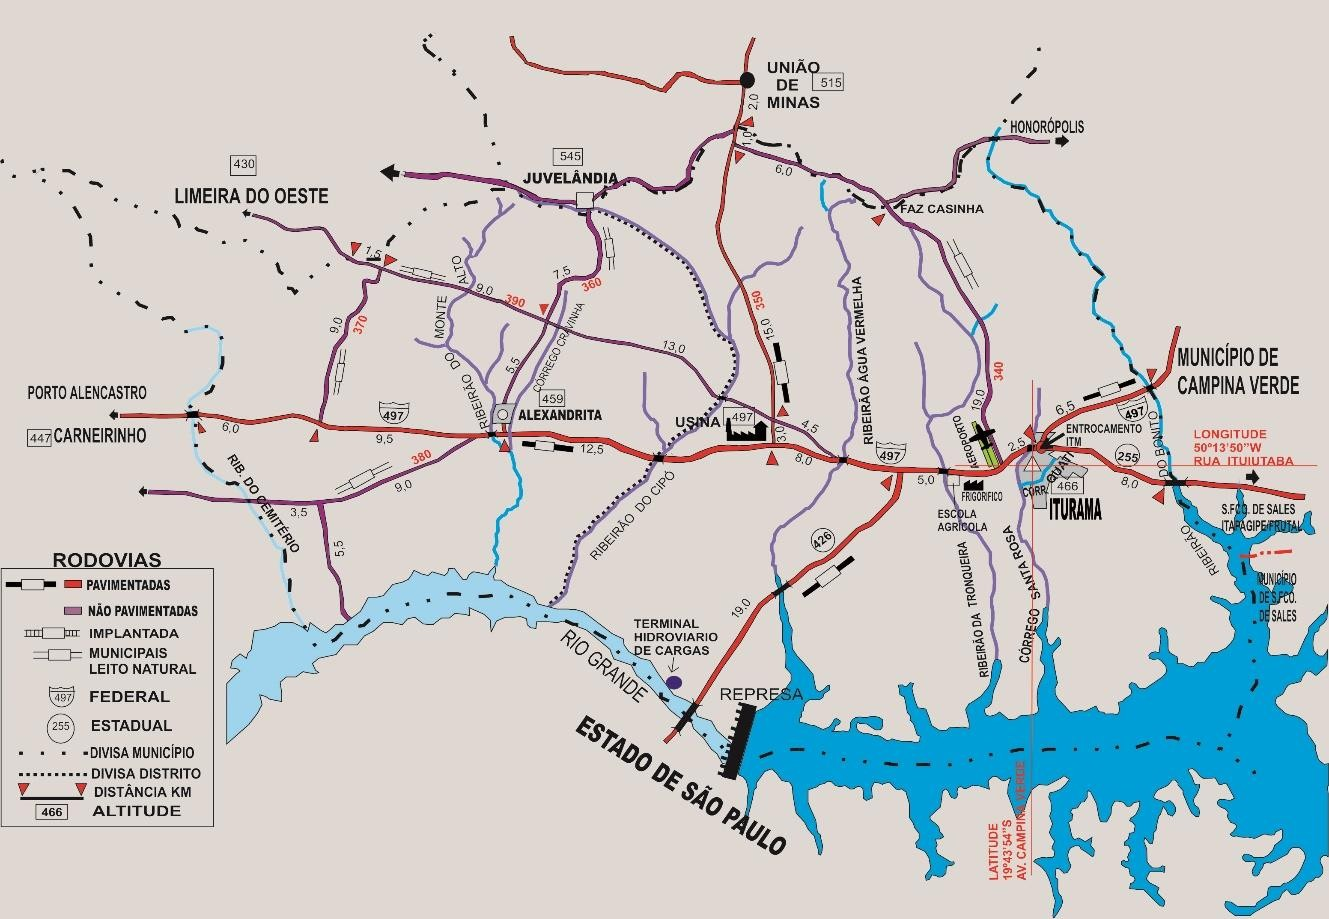 UNIÃO
DE
MINAS
515
2,0
1,0
HONORÓPOLIS
430
545
LIMEIRA DO OESTE
JUVELÂNDIA
6,0
FAZ CASINHA
1,5
9,0
390
7,5
360
9,0
370
RIBEIRÃO DO MONTE ALTO
CÓRREGO CRAVINHA
5,5
13,0
350
15,0
RIBEIRÃO ÁGUA VERMELHA
340
19,0
MUNICÍPIO DE
CAMPINA VERDE
PORTO ALENCASTRO
447 CARNEIRINHO
6,0
497
9,5
459
ALEXANDRITA
12,5
USINA
497
3,0
4,5
8,0
497
5,0
AEROPORTO
2,5
6,5
497
ENTROCAMENTO
ITM
255
8,0
LONGITUDE
50º13'50"W
RUA ITUIUTABA
380
9,0
3,5
5,5
RIB. DO CEMITÉRIO
RIBEIRÃO DO CIPÓ
FRIGORIFICO
ESCOLA
AGRICOLA
426
19,0
466
ITURAMA
RIBEIRÃO DO BONITO
S.FCO. DE SALES
ITAPAGIPE/FRUTAL
MUNICÍPIO
DE S.FCO.
DE SALES
RIBEIRÃO DA TRONQUEIRA
CÓRREGO SANTA ROSA
TERMINAL
HIDROVIARIO
DE CARGAS
RIO GRANDE
REPRESA
ESTADO DE SÃO PAULO
LATITUDE
19º43'54"S
AV. CAMPINA VERDE
RODOVIAS
PAVIMENTADAS
NÃO PAVIMENTADAS
IMPLANTADA
MUNICIPAIS
LEITO NATURAL
497 FEDERAL
255 ESTADUAL
DIVISA MUNICÍPIO
DIVISA DISTRITO
DISTÂNCIA KM
466 ALTITUDE